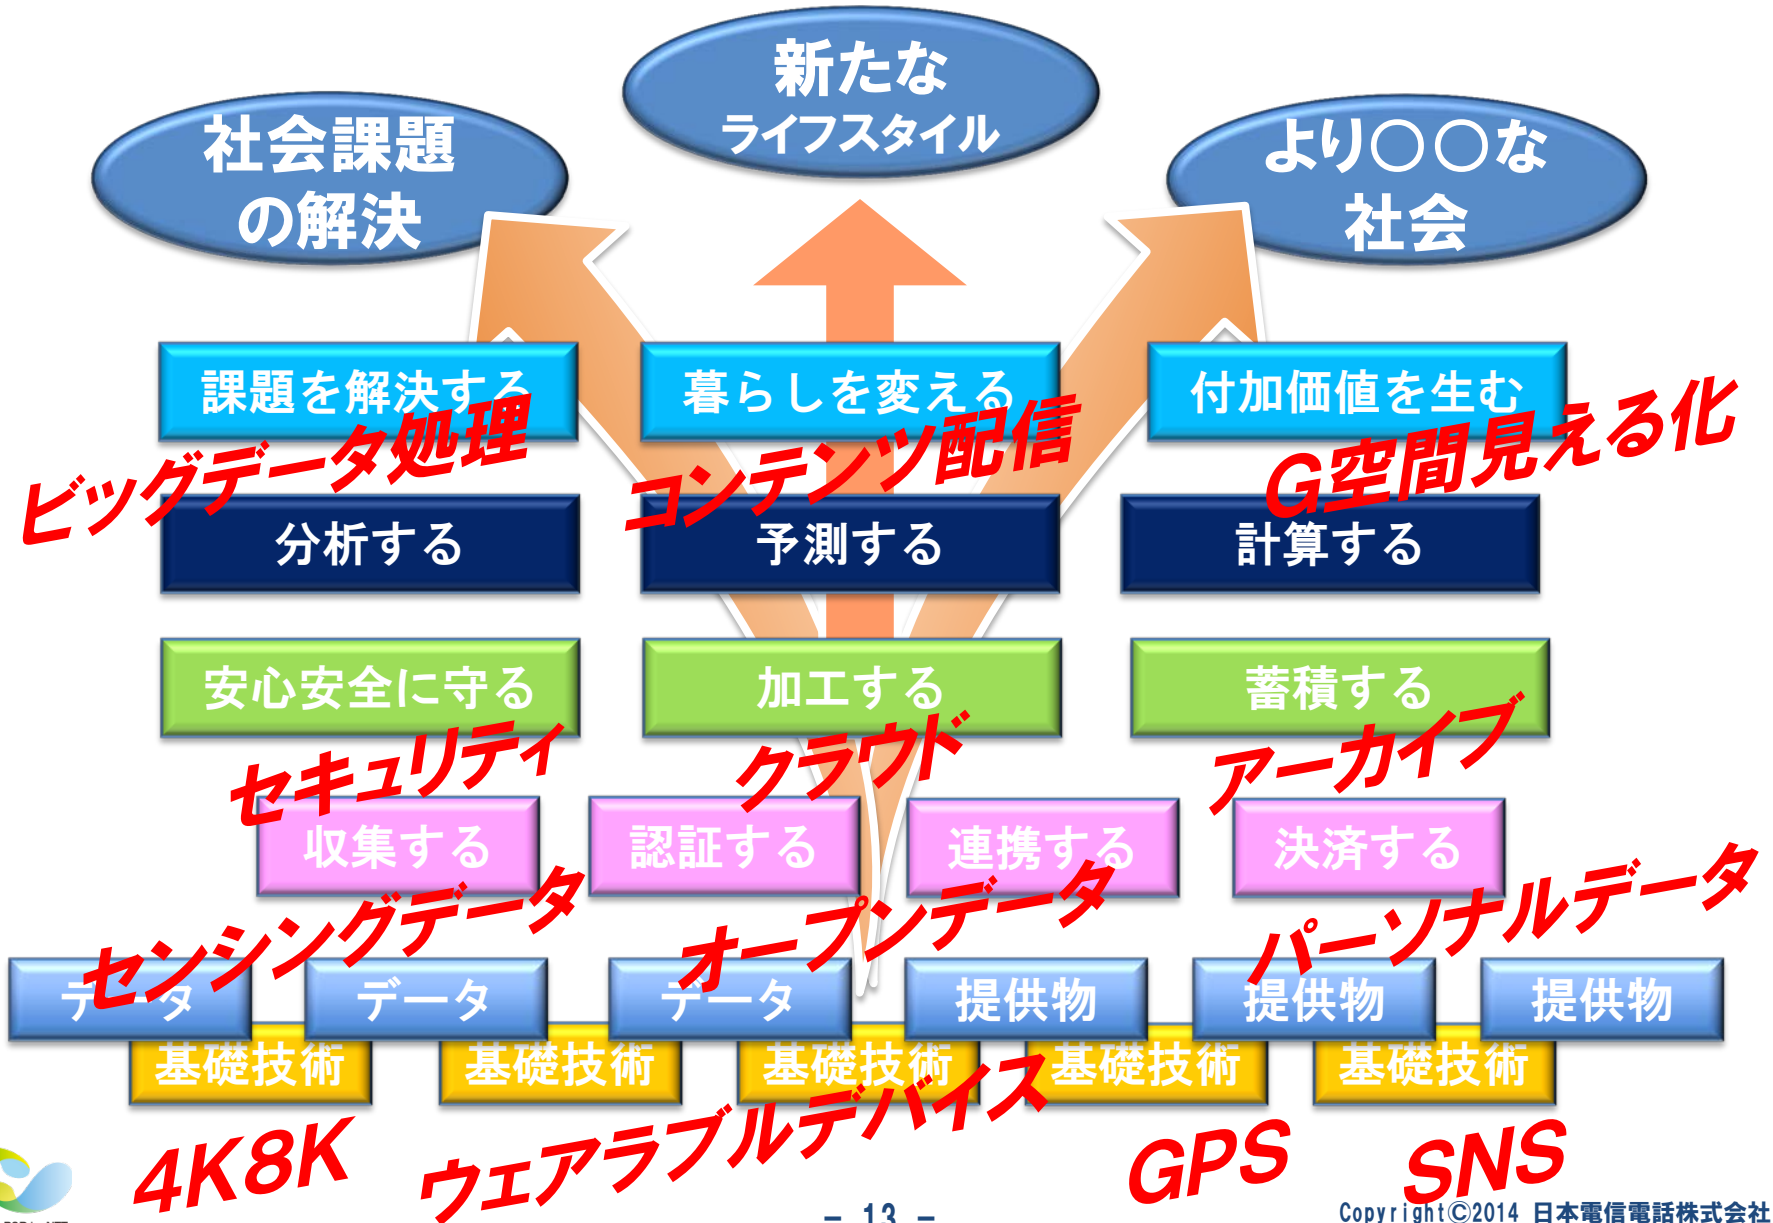 新たな
ライフスタイル
社会課題
の解決
より○○な
社会
課題を解決する
暮らしを変える
付加価値を生む
ビッグデータ処理
コンテンツ配信
G空間見える化
分析する
予測する
計算する
安心安全に守る
加工する
蓄積する
セキュリティ
クラウド
アーカイブ
収集する
認証する
連携する
決済する
センシングデータ
オープンデータ
パーソナルデータ
データ
データ
データ
提供物
提供物
提供物
基礎技術
基礎技術
基礎技術
基礎技術
基礎技術
4K8K
ウェアラブルデバイス
GPS
SNS
- 13 -
Copyright©2014 日本電信電話株式会社